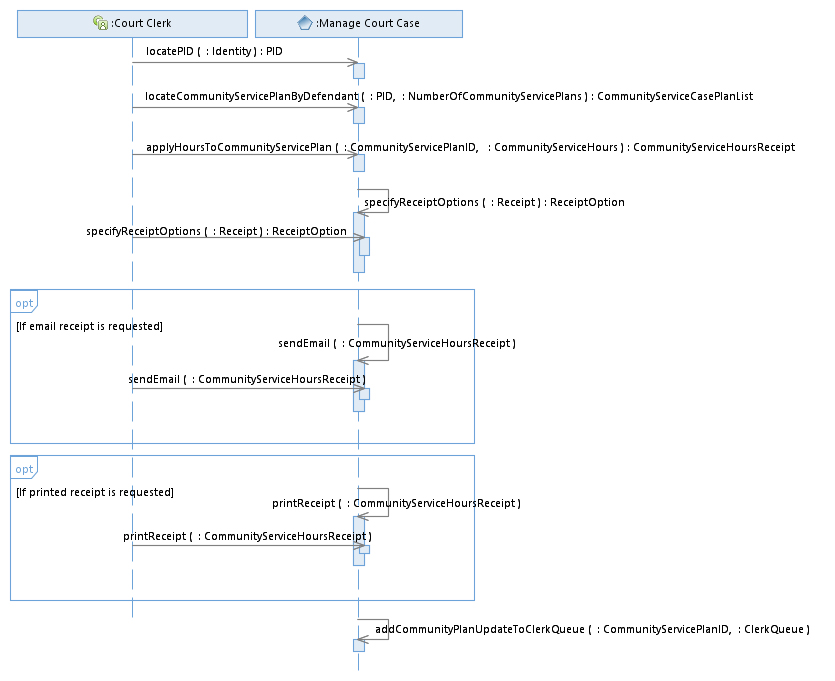 :Court Clerk
:Manage Court Case
locatePID ( : Identity ) : PID
locateCommunityServicePlanByDefendant ( : PID, : NumberOfCommunityServicePlans ) : CommunityServiceCasePlanList
applyHoursToCommunityServicePlan ( : CommunityServicePlanID, : CommunityServiceHours ) : CommunityServiceHoursReceipt
specifyReceiptOptions ( : Receipt ) : ReceiptOption
specifyReceiptOptions ( : Receipt ) : ReceiptOption
opt
[If email receipt is requested]
sendEmail ( : CommunityServiceHoursReceipt )
sendEmail ( : CommunityServiceHoursReceipt )
opt
[If printed receipt is requested]
printReceipt ( : CommunityServiceHoursReceipt )
printReceipt ( : CommunityServiceHoursReceipt )
addCommunityPlanUpdateToClerkQueue ( : CommunityServicePlanID, : ClerkQueue )